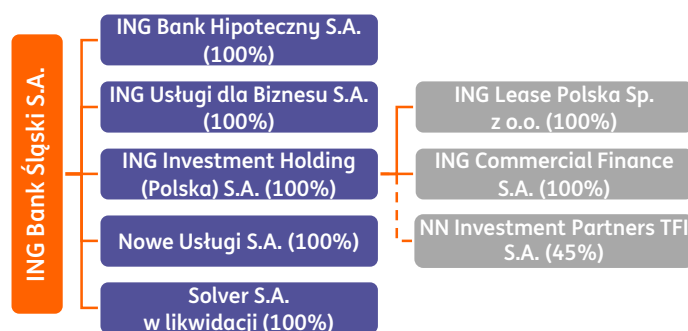 ING Bank Śląski S.A.
ING Bank Hipoteczny S.A.
(100%)
ING Usługi dla Biznesu S.A.
(100%)
ING Investment Holding
(Polska) S.A. (100%)
Nowe Usługi S.A. (100%)
Solver S.A.
w likwidacji (100%)
ING Lease Polska Sp.
z o.o. (100%)
ING Commercial Finance
S.A. (100%)
NN Investment Partners TFI
S.A. (45%)